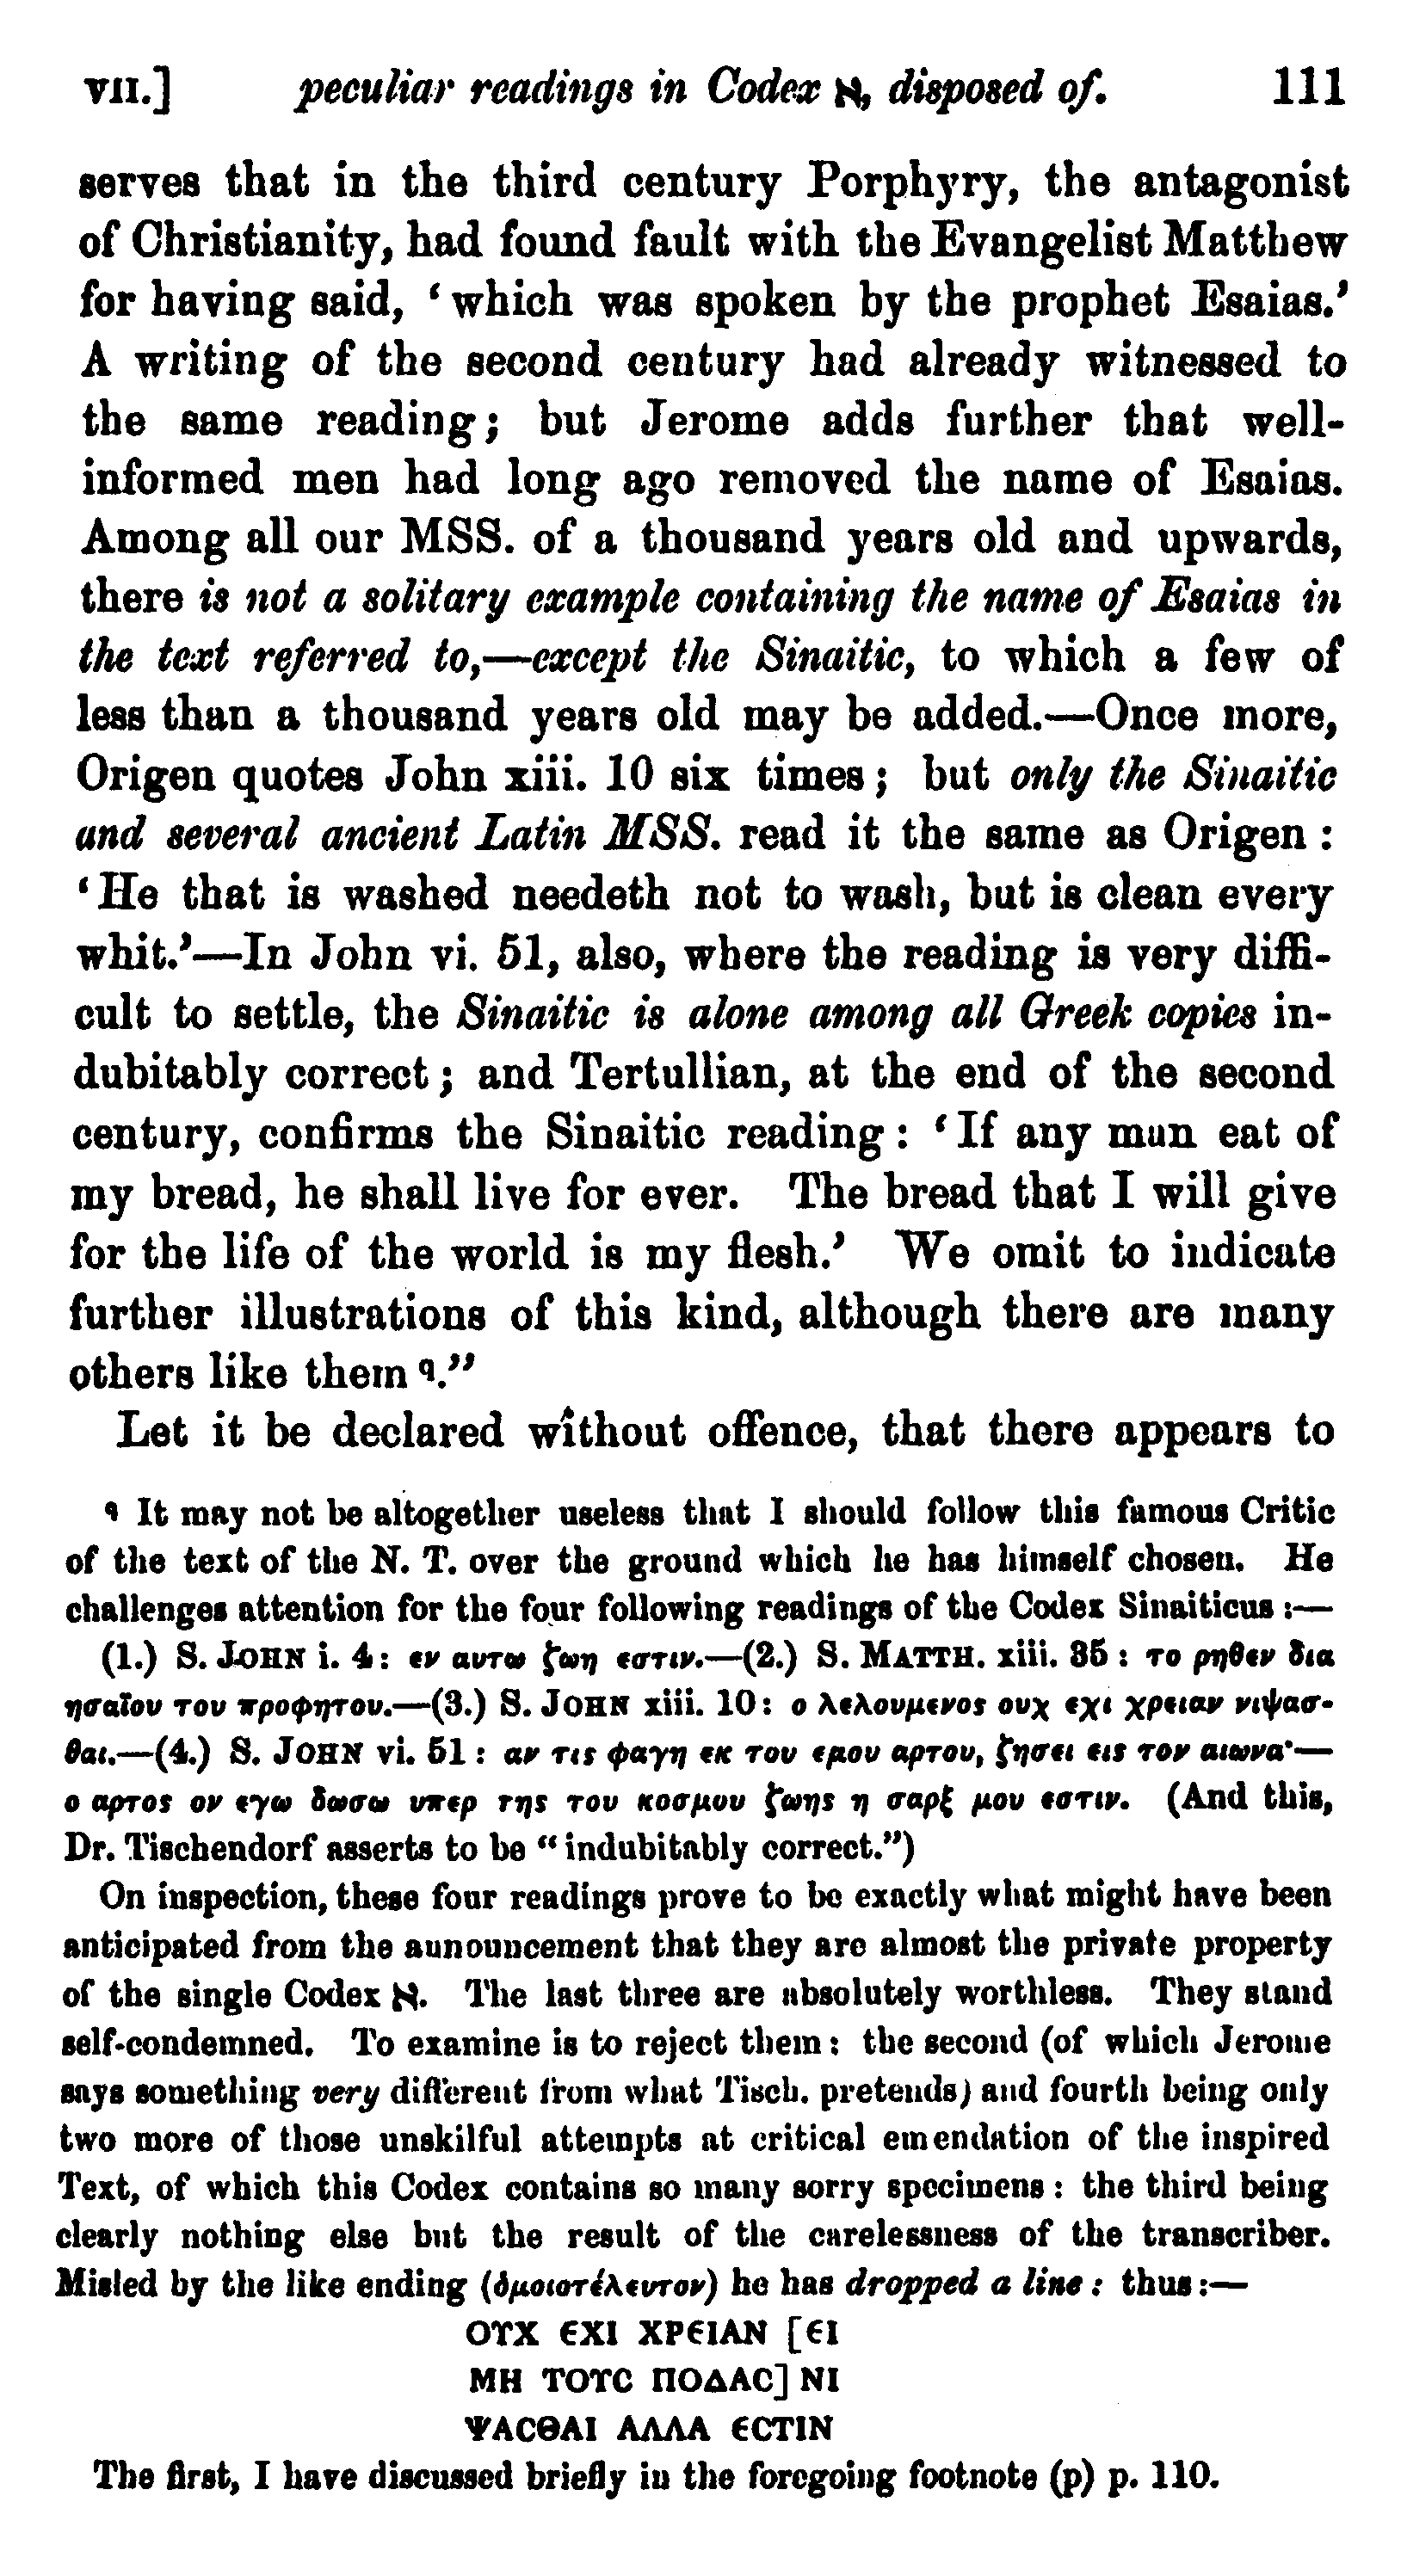 VII.] peculiar readings in Codex א, disposed of. 111
serves that in the third century Porphyry, the antagonist
of Christianity, had found fault with the Evangelist Matthew
for having said, ‘which was spoken by the prophet Esaias.’
A writing of the second century had already witnessed to
the same reading; but Jerome adds further that well-
informed men had long ago removed the name of Esaias.
Among all our MSS. of a thousand years old and upwards,
there is not a solitary example containing the name of Esaias in
the text referred to,—except the Sinaitic, to which a few of
less than a thousand years old may be added.—Once more,
Origen quotes John xiii. 10 six times; but only the Sinaitic
and several ancient Latin MSS. read it the same as Origen:
‘He that is washed needeth not to wash, but is clean every
whit.’—In John vi. 51, also, where the reading is very diffi-
cult to settle, the Sinaitic is alone among all Greek copies in-
dubitably correct; and Tertullian, at the end of the second
century, confirms the Sinaitic reading: ‘If any man eat of
my bread, he shall live for ever. The bread that I will give
for the life of the world is my flesh.’ We omit to indicate
further illustrations of this kind, although there are many
others like them q.”
Let it be declared without offence, that there appears to
q It may not be altogether useless that I should follow this famous Critic
of the text of the N. T. over the ground which he has himself chosen. He
challenges attention for the four following readings of the Codex Sinaiticus:—
(1.) S. JOHN i. 4: εν αυτω ζωη εστιν.—(2.) S. MATTH. xiii. 35: το ρηθεν δια
ησαϊου του προφητου.—(3.) S. JOHN xiii. 10: ο λελουμενος ουχ εχι χρειαν νιψασ-
θαι.—(4.) S. JOHN vi. 51: αν τις φαγη εκ του εμου αρτου, ζησει εις τον αιωνα·—
ο αρτος ον εγω δωσω υπερ της του κοσμου ζωης η σαρξ μου εστιν. (And this,
Dr. Tischendorf asserts to be “indubitably correct.”)
On inspection, these four readings prove to be exactly what might have been
anticipated from the announcement that they are almost the private property
of the single Codex א. The last three are absolutely worthless. They stand
self-condemned. To examine is to reject them: the second (of which Jerome
says something very different from what Tisch. pretends) and fourth being only
two more of those unskilful attempts at critical emendation of the inspired
Text, of which this Codex contains so many sorry specimens: the third being
clearly nothing else but the result of the carelessness of the transcriber.
Misled by the like ending (ὁμοιοτέλευτον) he has dropped a line: thus:—
ΟΥΧ ЄΧΙ ΧΡЄΙΑΝ [ЄΙ
ΜΗ ΤΟΥC ΠΟΔΑC] ΝΙ
ΨΑCΘΑΙ ΑΛΛΑ ЄCΤΙΝ
The first, I have discussed briefly in the foregoing footnote (p) p. 110.